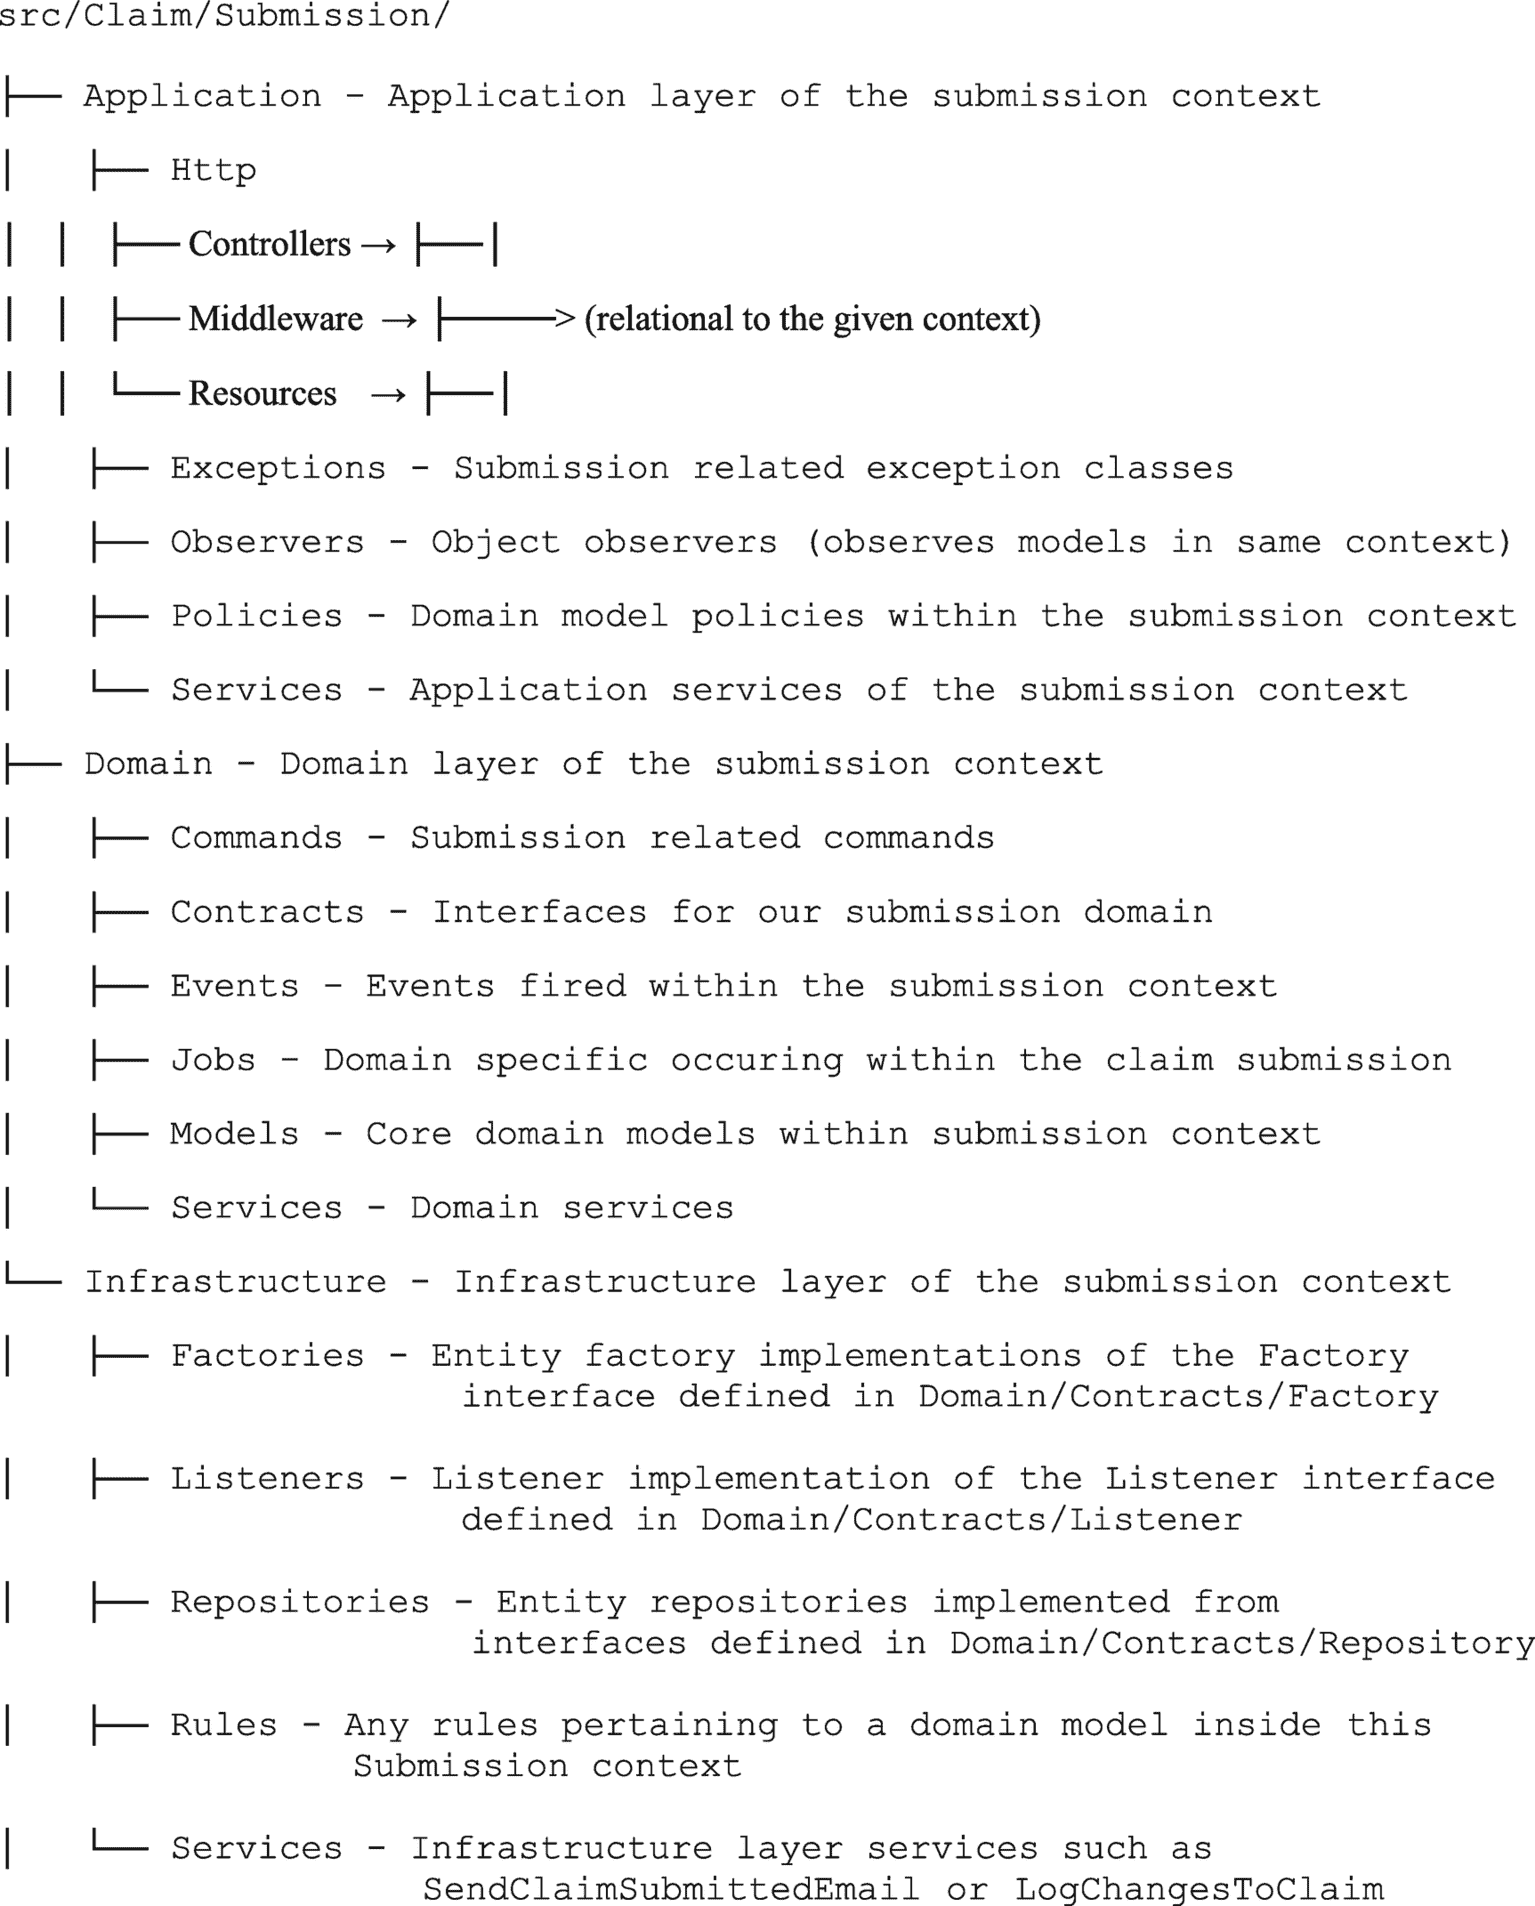 src/Claim/Submission/
├── Application - Application layer of the submission context
│   ├── Http
│ │ ├── Controllers → ├──|
│ │ ├── Middleware → ├────> (relational to the given context)
│ │ └── Resources → ├──|
│   ├── Exceptions - Submission related exception classes
│   ├── Observers - Object observers (observes models in same context)
│   ├── Policies - Domain model policies within the submission context
│   └── Services - Application services of the submission context
├── Domain - Domain layer of the submission context
│   ├── Commands - Submission related commands
│   ├── Contracts - Interfaces for our submission domain
│   ├── Events - Events fired within the submission context
│   ├── Jobs - Domain specific occuring within the claim submission
│   ├── Models - Core domain models within submission context
│   └── Services - Domain services
└── Infrastructure - Infrastructure layer of the submission context
│   ├── Factories - Entity factory implementations of the Factory
interface defined in Domain/Contracts/Factory
│   ├── Listeners - Listener implementation of the Listener interface
defined in Domain/Contracts/Listener
│   ├── Repositories - Entity repositories implemented from
interfaces defined in Domain/Contracts/Repository
│   ├── Rules - Any rules pertaining to a domain model inside this
Submission context
│   └── Services - Infrastructure layer services such as
SendClaimSubmittedEmail or LogChangesToClaim